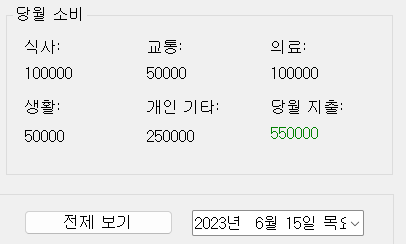 당월 소비
식사: 교통: 의료:
100000 50000 100000
생활: 개인 기타: 당월 지출:
50000 250000 550000
전제 보기 2023년 6월 15일 목요